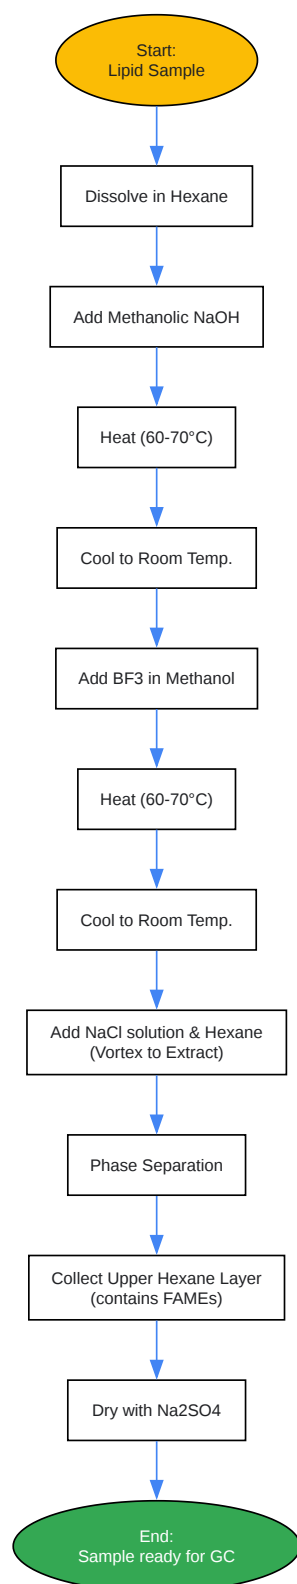 Start:
Lipid Sample
Dissolve in Hexane
Add Methanolic NaOH
Heat (60-70°C)
Cool to Room Temp.
Add BF3 in Methanol
Heat (60-70°C)
Cool to Room Temp.
Add NaCl solution & Hexane
(Vortex to Extract)
Phase Separation
Collect Upper Hexane Layer
(contains FAMEs)
Dry with Na2SO4
End:
Sample ready for GC